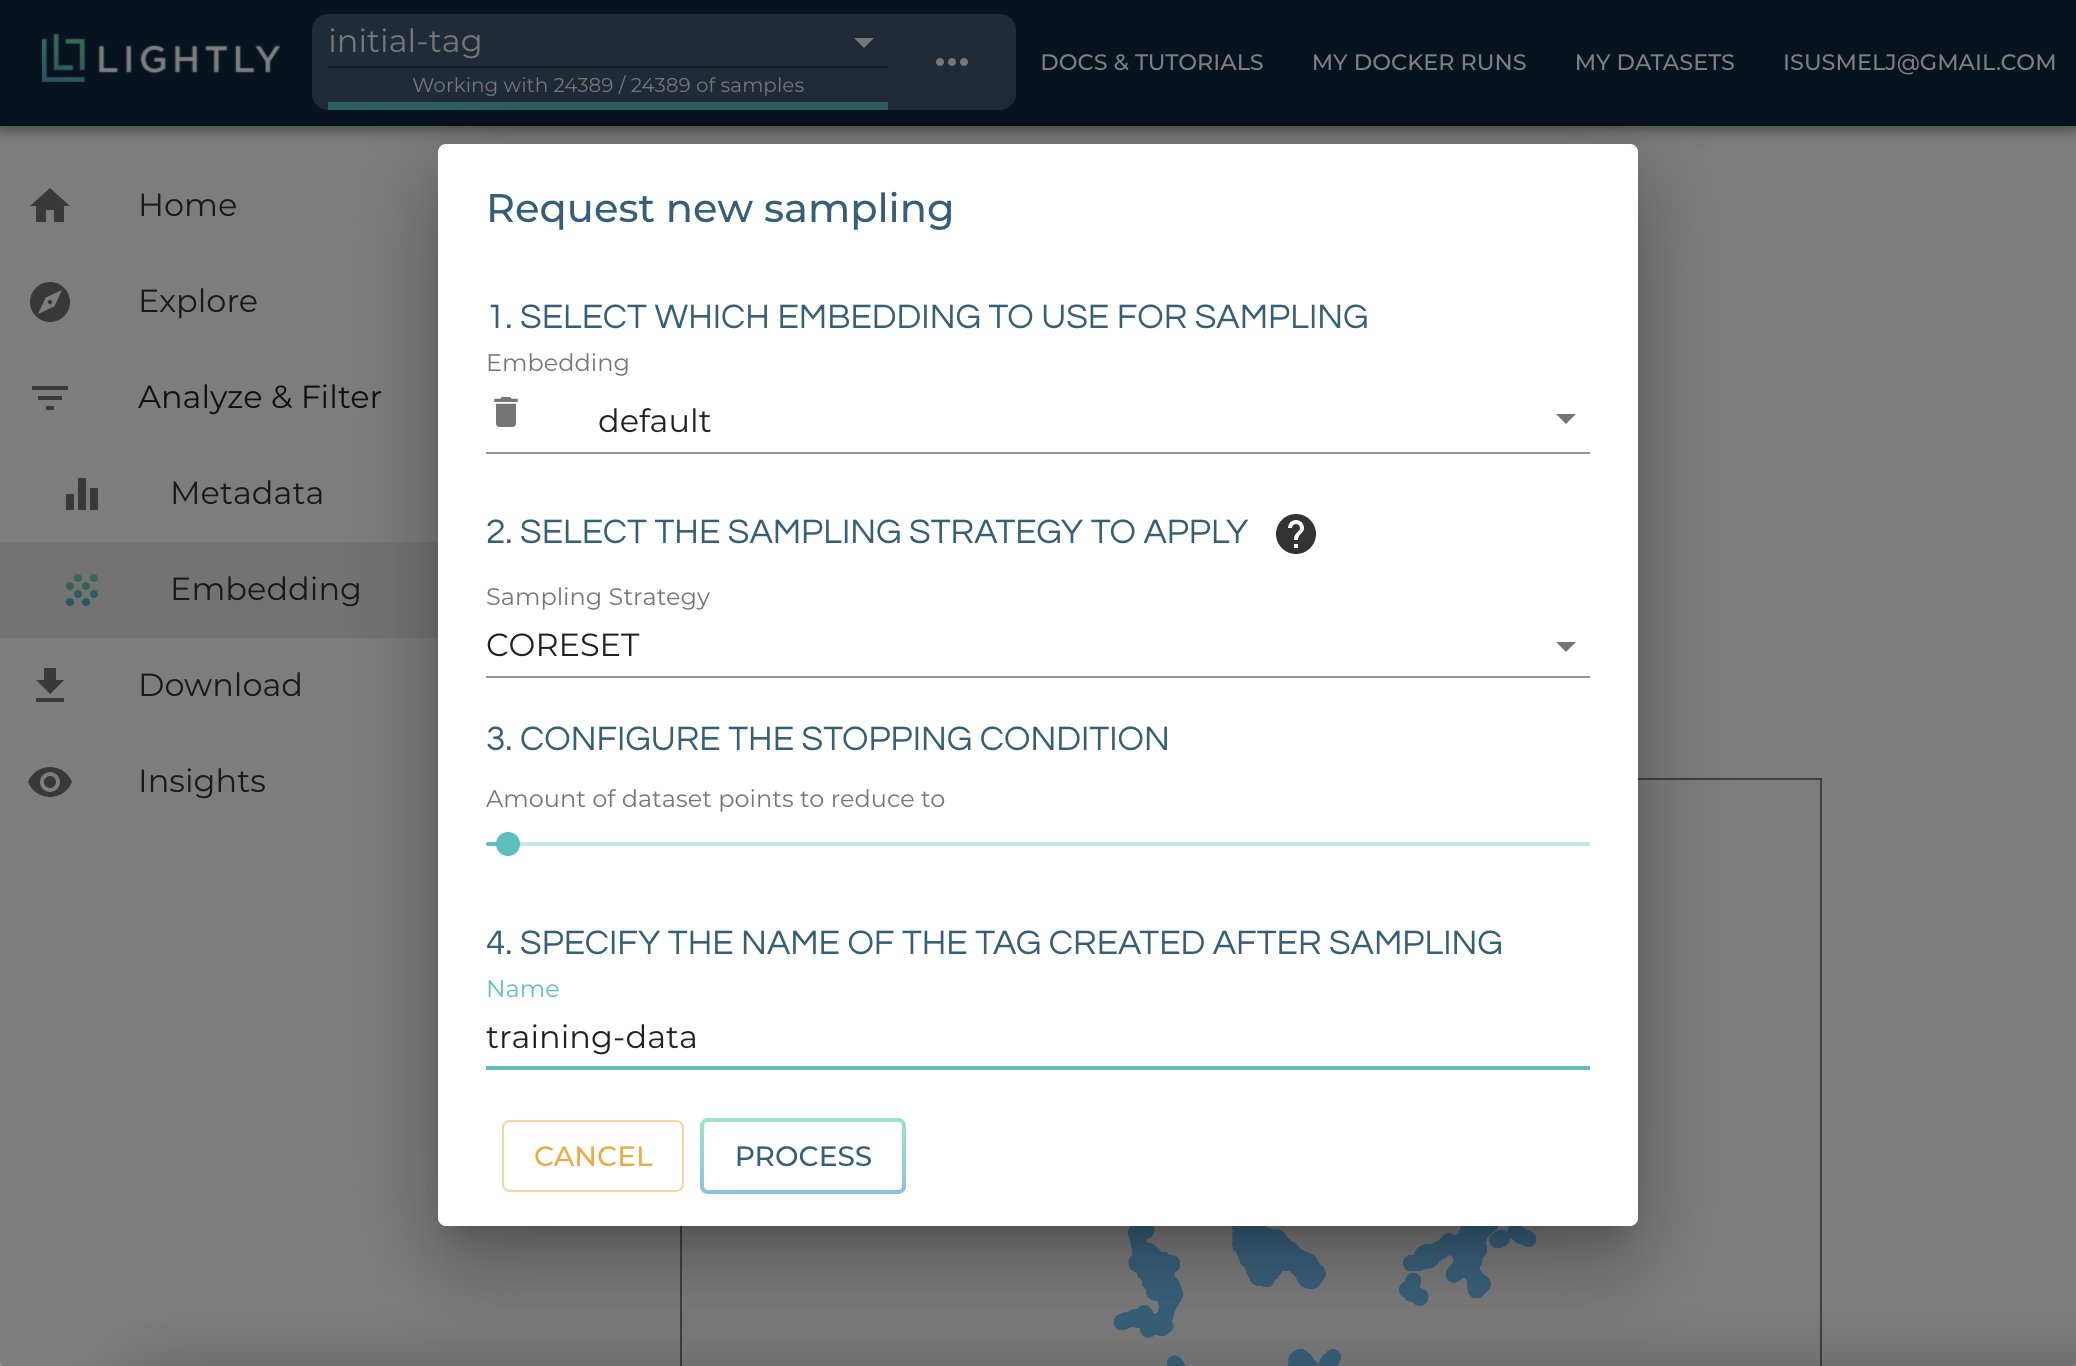 LIGHTLY
initial-tag
Working with 24389 / 24389 of samples
DOCS & TUTORIALS
MY DOCKER RUNS
MY DATASETS
ISUSMELJ@GMAIL.COM
Home
Explore
Analyze & Filter
Metadata
Embedding
Download
Insights
Request new sampling
1. SELECT WHICH EMBEDDING TO USE FOR SAMPLING
Embedding
default
2. SELECT THE SAMPLING STRATEGY TO APPLY
Sampling Strategy
CORESET
3. CONFIGURE THE STOPPING CONDITION
Amount of dataset points to reduce to
4. SPECIFY THE NAME OF THE TAG CREATED AFTER SAMPLING
Name
training-data
CANCEL
PROCESS